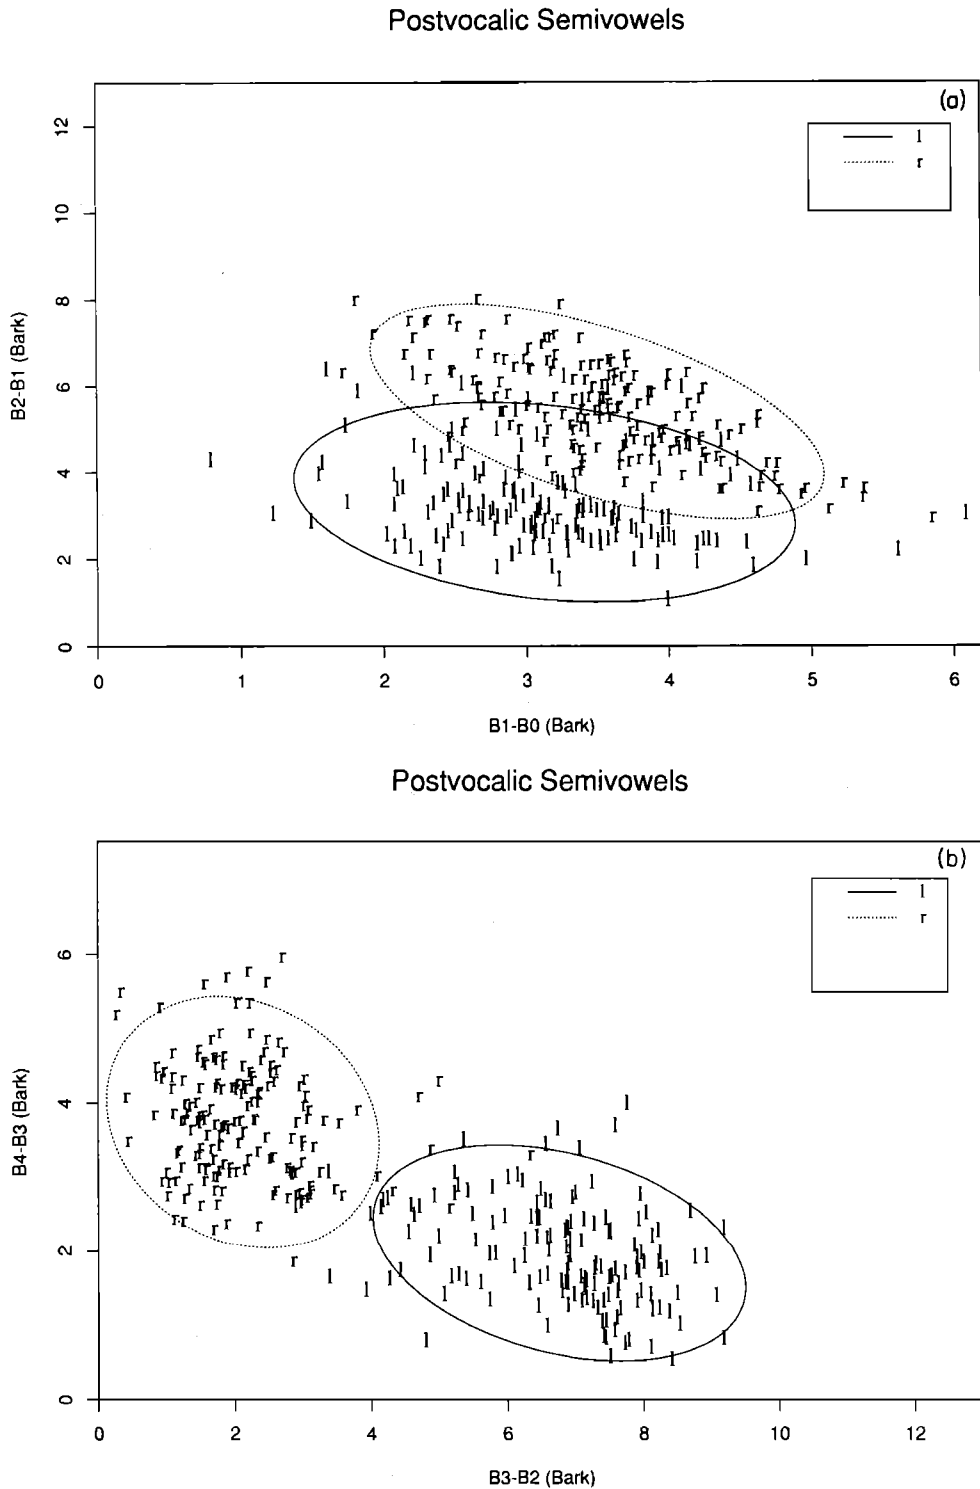 Postvocalic Semivowels
(a)
l
r
12
10
8
6
4
2
0
B2-B1 (Bark)
0 1 2 3 4 5 6
B1-B0 (Bark)
Postvocalic Semivowels
(b)
l
r
6
4
2
0
B4-B3 (Bark)
0 2 4 6 8 10 12
B3-B2 (Bark)